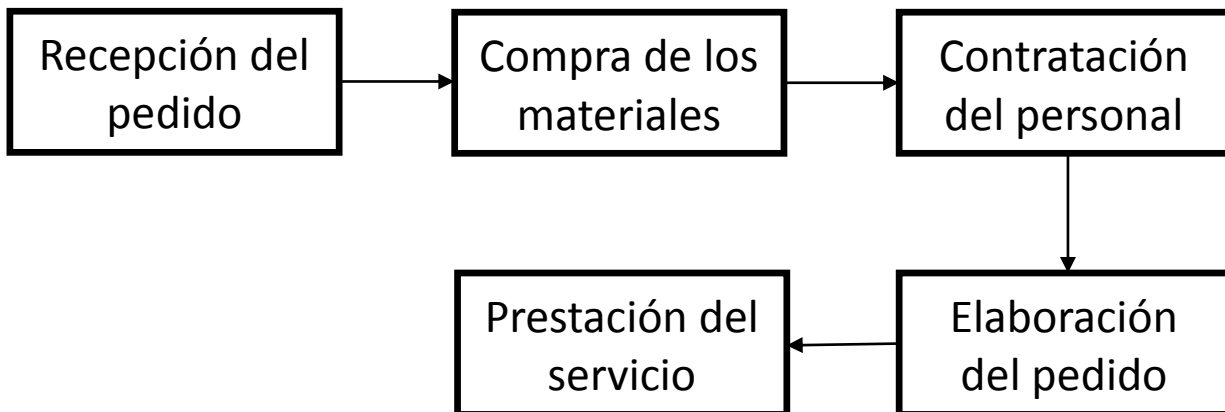 Recepción del
pedido
Compra de los
materiales
Contratación
del personal
Prestación del
servicio
Elaboración
del pedido